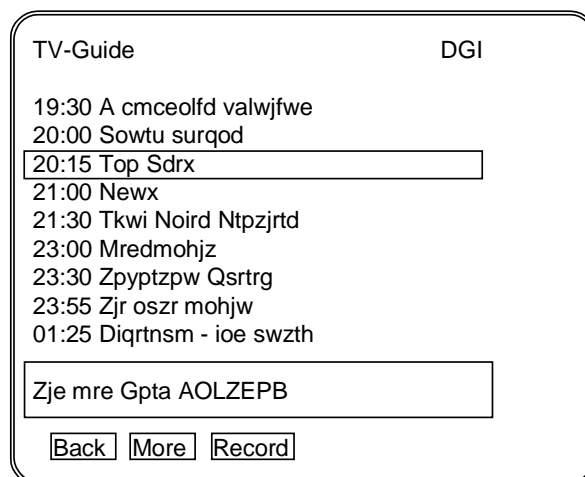 TV-Guide DGI
19:30 A cmceolfd valwjfwe
20:00 Sowtu surqod
20:15 Top Sdrx
21:00 Newx
21:30 Tkwi Noird Ntpzjrtd
23:00 Mredmohjz
23:30 Zpyptzpw Qsrtrg
23:55 Zjr oszr mohjw
01:25 Diqrtnsm - ioe swzth
Zje mre Gpta AOLZEPB
Back More Record